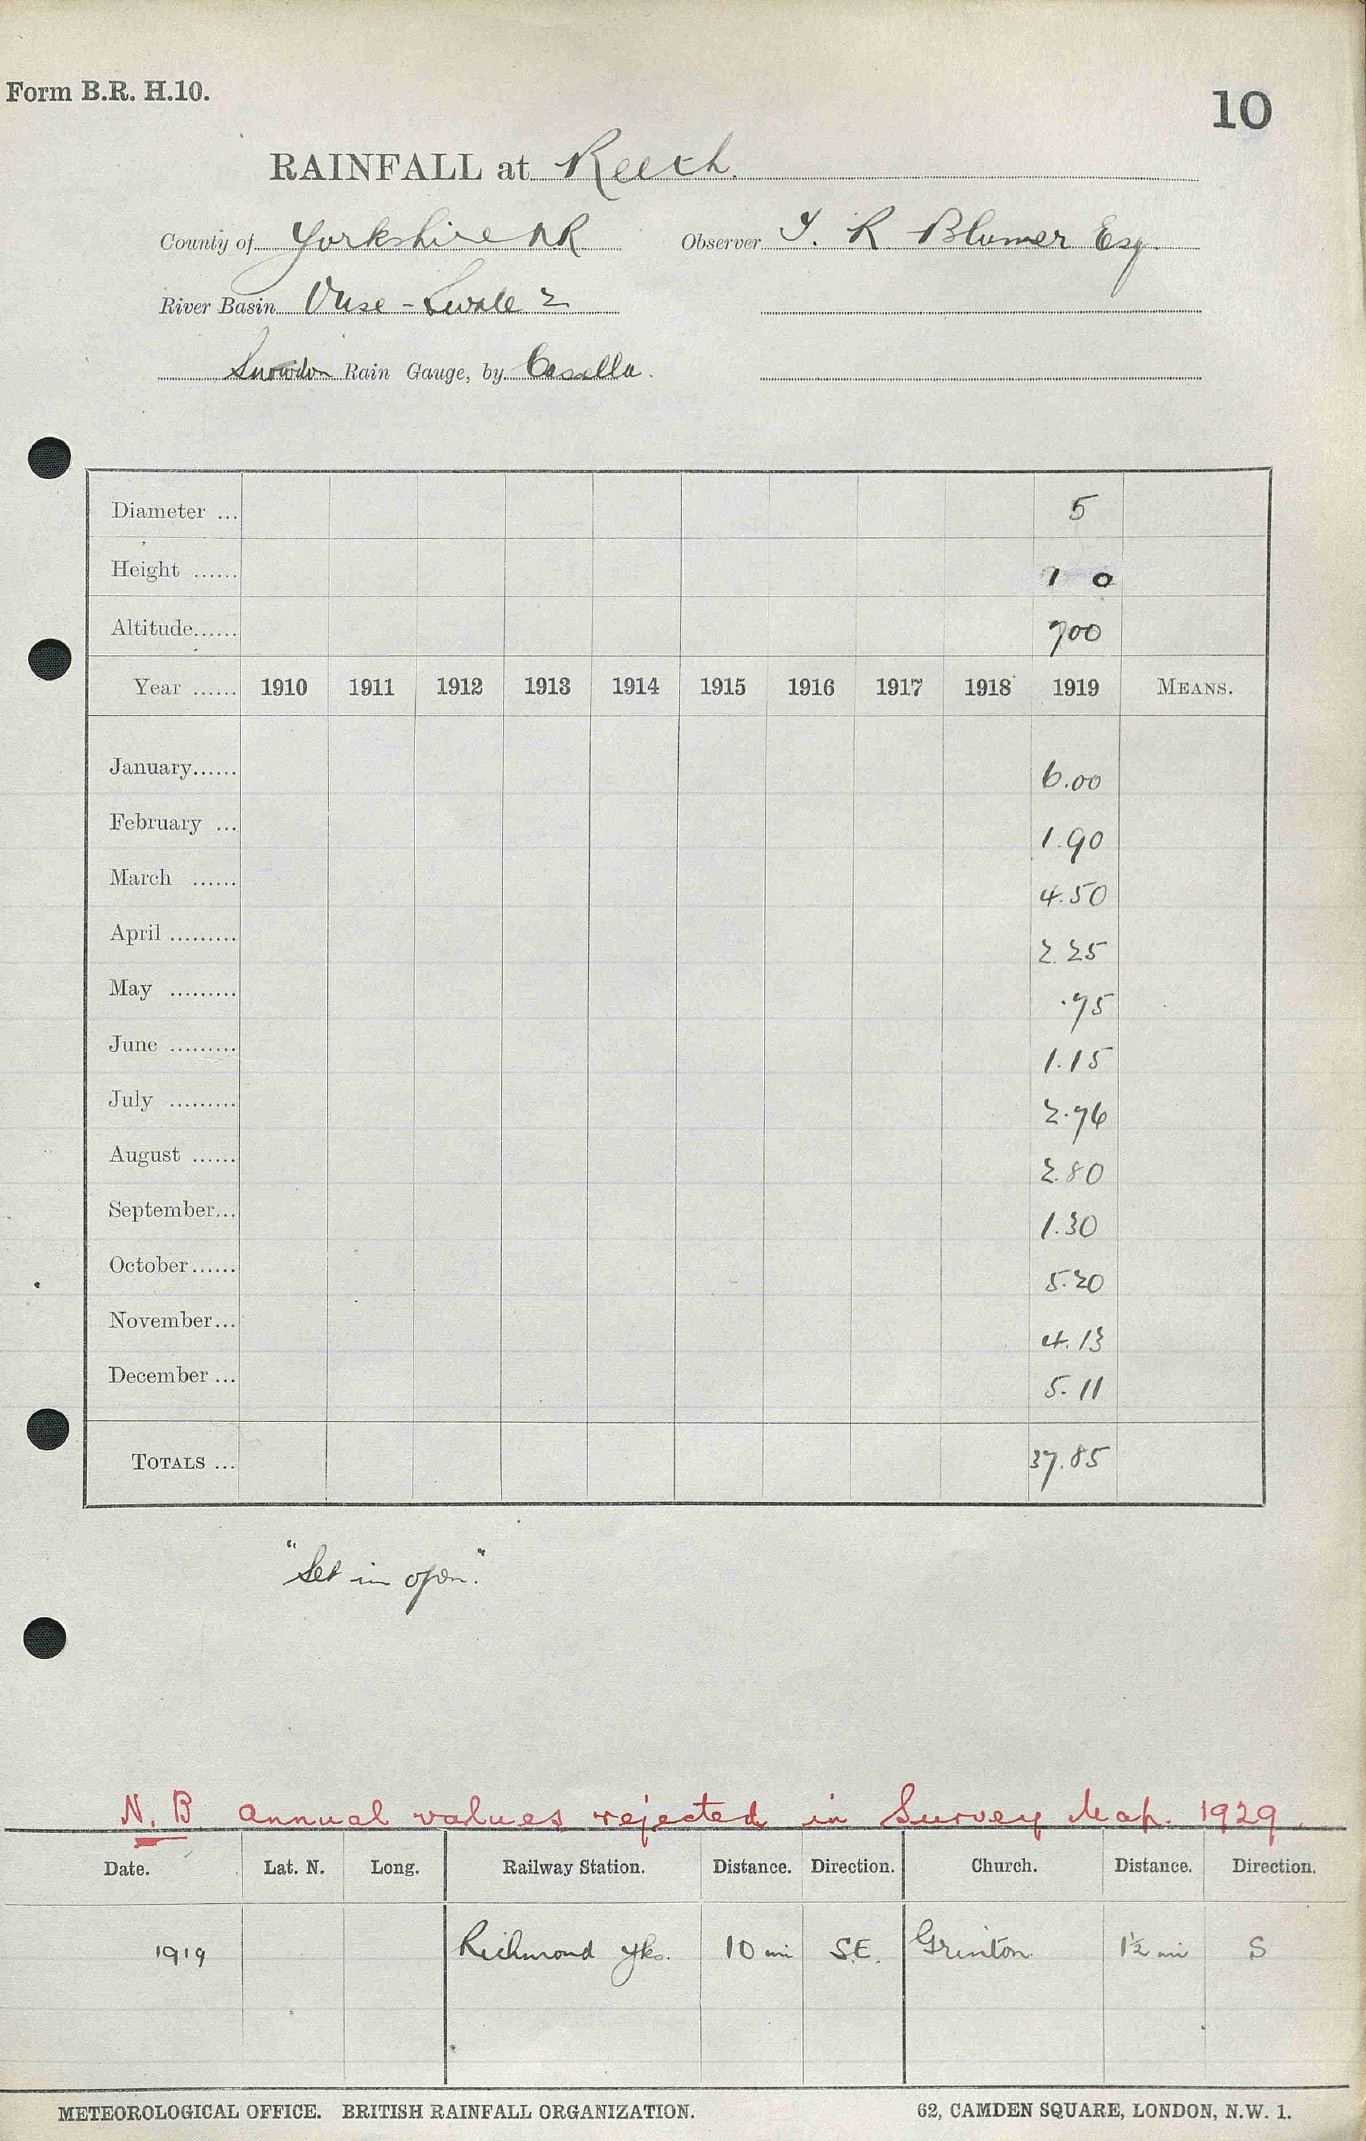 Form B.R. H.10.
10
RAINFALL at Reeth.
County of Yorkshire NR Observer T. R Blumer Esq.
River Basin Ouse - Swale 2
Snowdon Rain Gauge, by Casella.
Diameter ... 5
Height ...... 1 0
Altitude...... 700
Year ...... 1910 1911 1912 1913 1914 1915 1916 1917 1918 1919 MEANS.
January...... 6.00
February ... 1.90
March ...... 4.50
April ......... 2.25
May ......... .75
June ......... 1.15
July ......... 2.76
August ...... 2.80
September... 1.30
October...... 5.20
November... 4.13
December ... 5.11
TOTALS ... 37.85
"Set in open."
N.B. Annual values rejected in Survey Map. 1929.
Date. Lat. N. Long. Railway Station. Distance. Direction. Church. Distance. Direction.
1919 Richmond Yks. 10 mi S.E. Grinton 1½ mi S
METEOROLOGICAL OFFICE. BRITISH RAINFALL ORGANIZATION. 62, CAMDEN SQUARE, LONDON, N.W. 1.